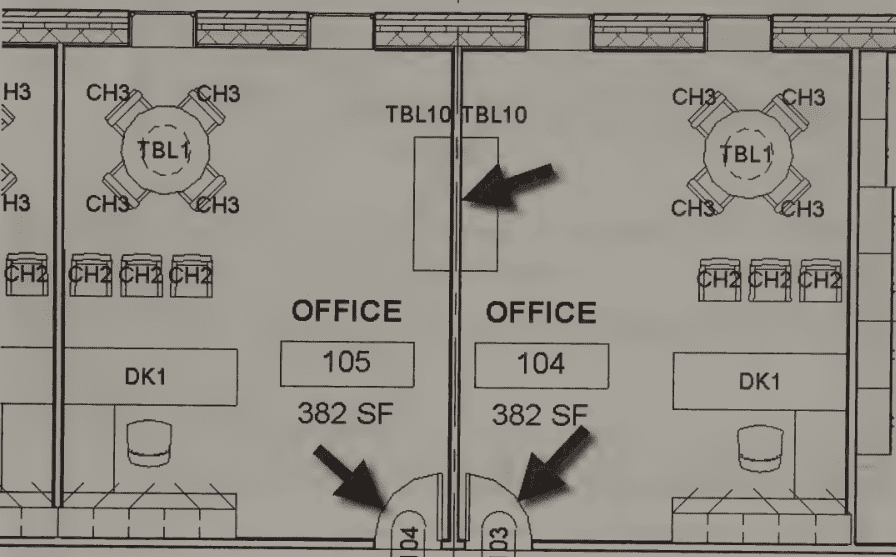 H3 CH3 CH3 TBL10 TBL10 CH3 CH3
TBL1 TBL1
H3 CH3 CH3 CH3 CH3
CH2 CH2 CH2 CH2 CH2 CH2 CH2
OFFICE OFFICE
105 104
382 SF 382 SF
DK1 DK1
04 03